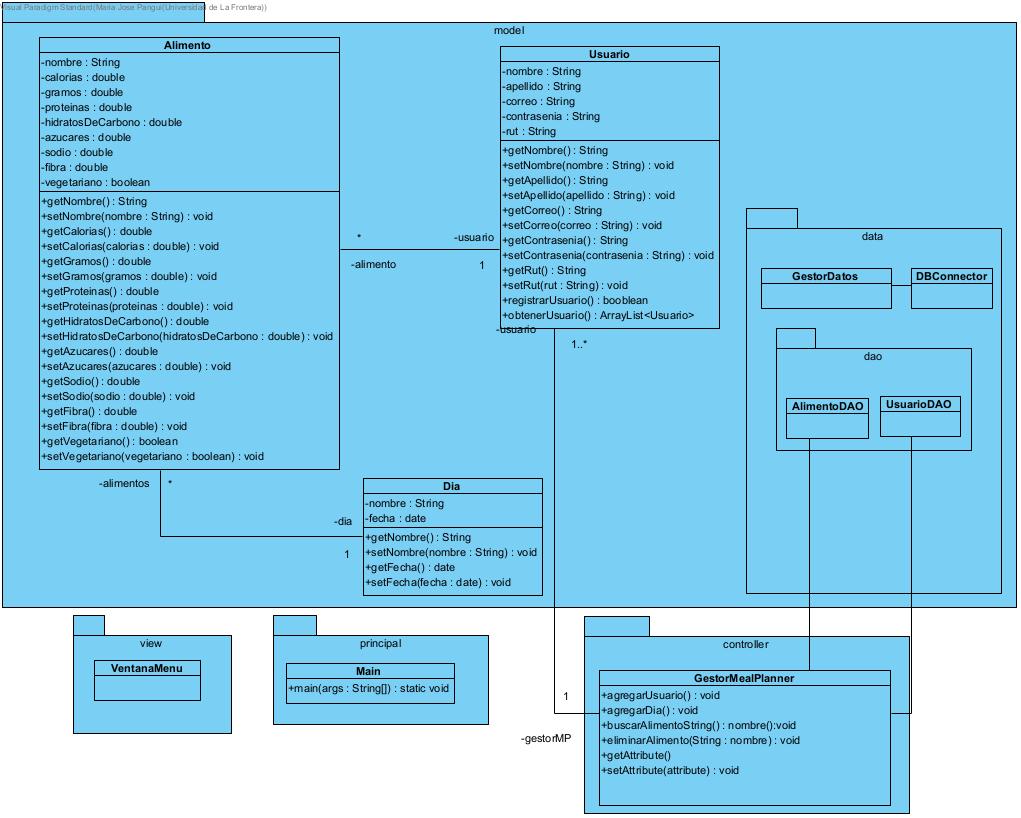 Visual Paradigm Standard(Maria Jose Pangui(Universidad de La Frontera))
model
Alimento
-nombre : String
-calorias : double
-gramos : double
-proteinas : double
-hidratosDeCarbono : double
-azucares : double
-sodio : double
-fibra : double
-vegetariano : boolean
+getNombre() : String
+setNombre(nombre : String) : void
+getCalorias() : double
+setCalorias(calorias : double) : void
+getGramos() : double
+setGramos(gramos : double) : void
+getProteinas() : double
+setProteinas(proteinas : double) : void
+getHidratosDeCarbono() : double
+setHidratosDeCarbono(hidratosDeCarbono : double) : void
+getAzucares() : double
+setAzucares(azucares : double) : void
+getSodio() : double
+setSodio(sodio : double) : void
+getFibra() : double
+setFibra(fibra : double) : void
+getVegetariano() : boolean
+setVegetariano(vegetariano : boolean) : void
Usuario
-nombre : String
-apellido : String
-correo : String
-contrasenia : String
-rut : String
+getNombre() : String
+setNombre(nombre : String) : void
+getApellido() : String
+setApellido(apellido : String) : void
+getCorreo() : String
+setCorreo(correo : String) : void
+getContrasenia() : String
+setContrasenia(contrasenia : String) : void
+getRut() : String
+setRut(rut : String) : void
+registrarUsuario() : booblean
+obtenerUsuario() : ArrayList<Usuario>
*
-usuario
-alimento
1
-usuario
1..*
data
GestorDatos
DBConnector
dao
AlimentoDAO
UsuarioDAO
-alimentos
*
-dia
1
Dia
-nombre : String
-fecha : date
+getNombre() : String
+setNombre(nombre : String) : void
+getFecha() : date
+setFecha(fecha : date) : void
view
VentanaMenu
principal
Main
+main(args : String[]) : static void
controller
1
-gestorMP
GestorMealPlanner
+agregarUsuario() : void
+agregarDia() : void
+buscarAlimentoString() : nombre():void
+eliminarAlimento(String : nombre) : void
+getAttribute()
+setAttribute(attribute) : void